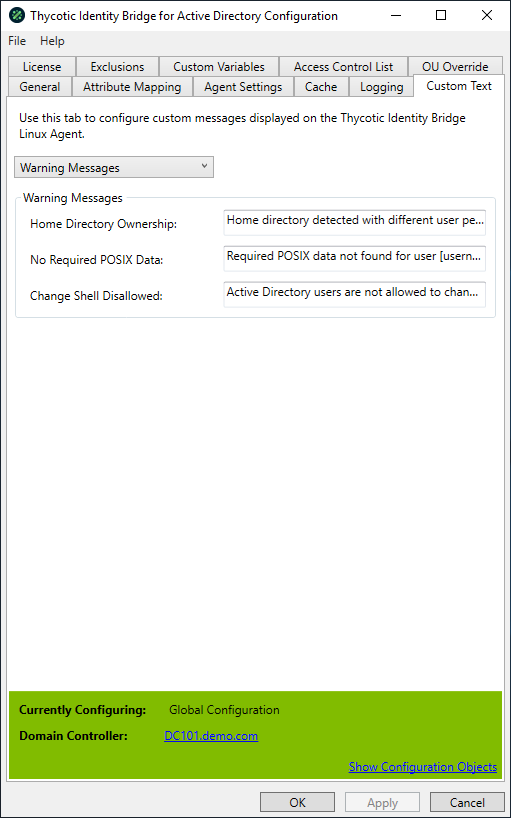 Thycotic Identity Bridge for Active Directory Configuration
File Help
License Exclusions Custom Variables Access Control List OU Override
General Attribute Mapping Agent Settings Cache Logging Custom Text
Use this tab to configure custom messages displayed on the Thycotic Identity Bridge
Linux Agent.
Warning Messages
Warning Messages
Home Directory Ownership: Home directory detected with different user pe...
No Required POSIX Data: Required POSIX data not found for user [usern...
Change Shell Disallowed: Active Directory users are not allowed to chan...
Currently Configuring: Global Configuration
Domain Controller: DC101.demo.com
Show Configuration Objects
OK Apply Cancel